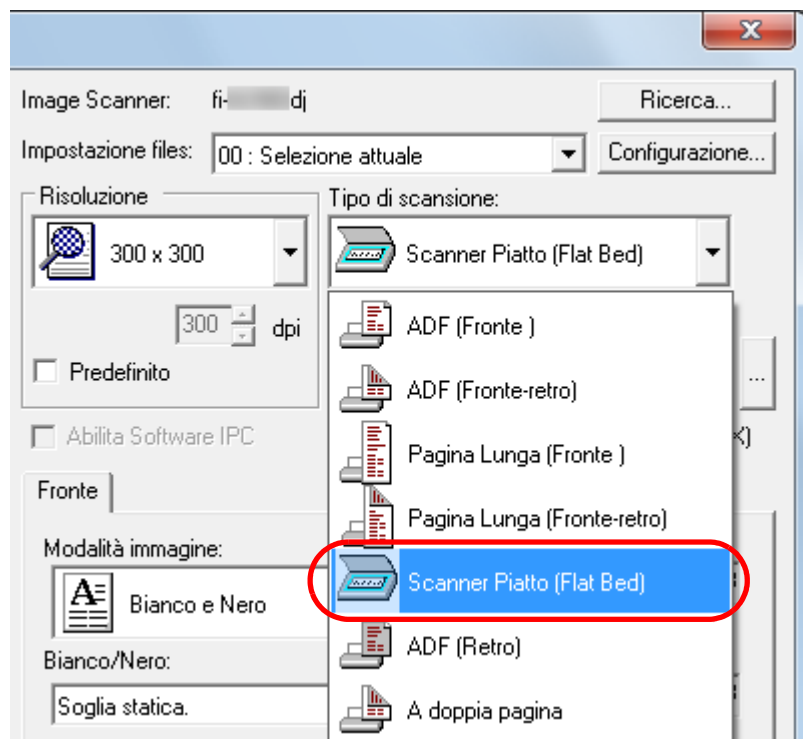 Image Scanner: fi- dj Ricerca...
Impostazione files: 00 : Selezione attuale Configurazione...
Risoluzione Tipo di scansione:
300 x 300 Scanner Piatto (Flat Bed)
300 dpi
Predefinito ...
Abilita Software IPC
ADF (Fronte )
ADF (Fronte-retro)
Pagina Lunga (Fronte )
Pagina Lunga (Fronte-retro)
Scanner Piatto (Flat Bed)
ADF (Retro)
A doppia pagina
Fronte
Modalità immagine:
Bianco e Nero
Bianco/Nero:
Soglia statica.